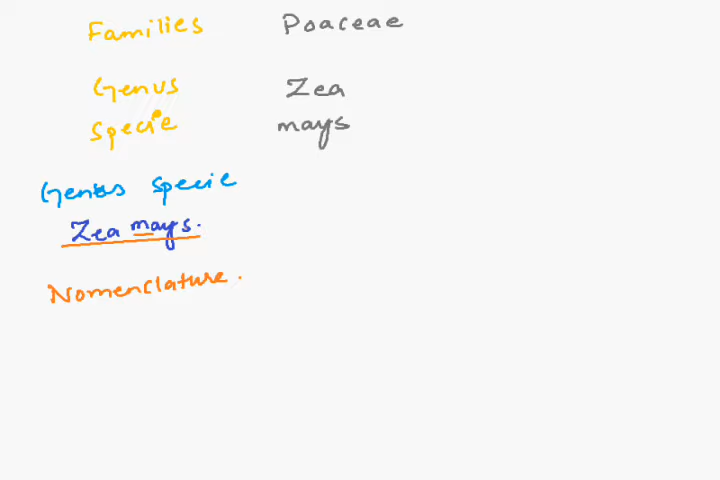 Families Poaceae
Genus Zea
Specie mays
Genus Specie
Zea mays.
Nomenclature.